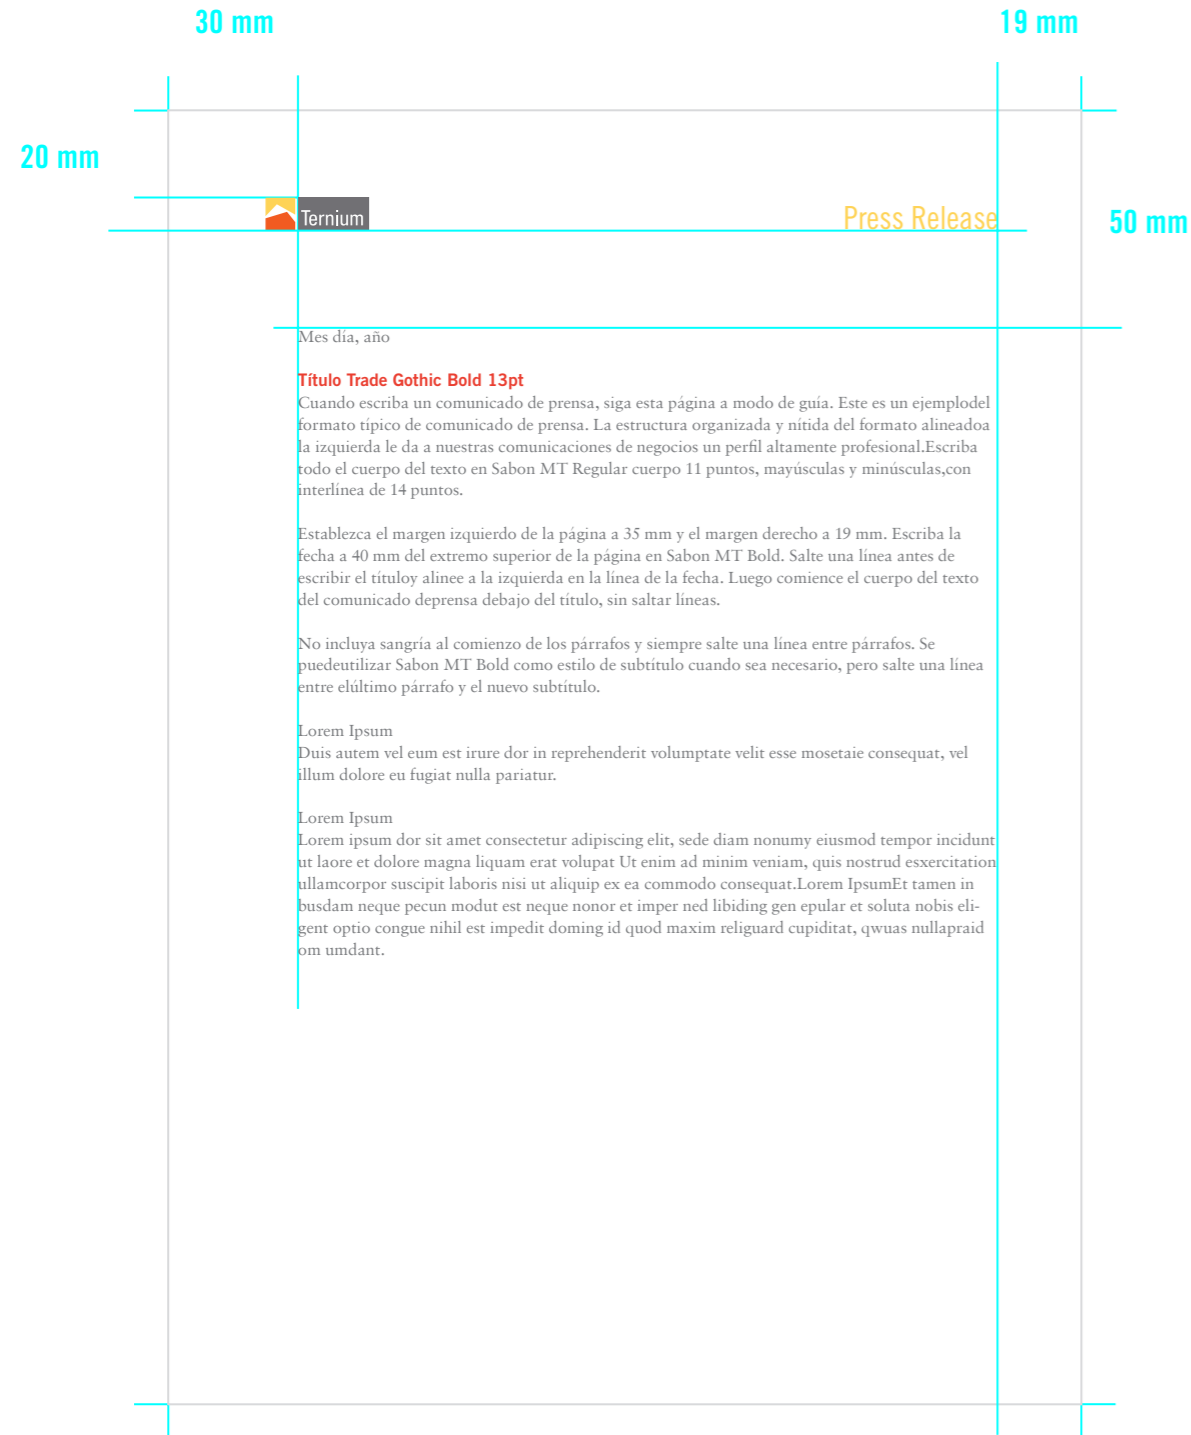 30 mm
19 mm
20 mm
Ternium
Press Release
50 mm
Mes día, año
Título Trade Gothic Bold 13pt
Cuando escriba un comunicado de prensa, siga esta página a modo de guía. Este es un ejemplodel
formato típico de comunicado de prensa. La estructura organizada y nítida del formato alineadoa
la izquierda le da a nuestras comunicaciones de negocios un perfil altamente profesional.Escriba
todo el cuerpo del texto en Sabon MT Regular cuerpo 11 puntos, mayúsculas y minúsculas,con
interlínea de 14 puntos.
Establezca el margen izquierdo de la página a 35 mm y el margen derecho a 19 mm. Escriba la
fecha a 40 mm del extremo superior de la página en Sabon MT Bold. Salte una línea antes de
escribir el títuloy alinee a la izquierda en la línea de la fecha. Luego comience el cuerpo del texto
del comunicado deprensa debajo del título, sin saltar líneas.
No incluya sangría al comienzo de los párrafos y siempre salte una línea entre párrafos. Se
puedeutilizar Sabon MT Bold como estilo de subtítulo cuando sea necesario, pero salte una línea
entre elúltimo párrafo y el nuevo subtítulo.
Lorem Ipsum
Duis autem vel eum est irure dor in reprehenderit volumptate velit esse mosetaie consequat, vel
illum dolore eu fugiat nulla pariatur.
Lorem Ipsum
Lorem ipsum dor sit amet consectetur adipiscing elit, sede diam nonumy eiusmod tempor incidunt
ut laore et dolore magna liquam erat volupat Ut enim ad minim veniam, quis nostrud esxercitation
ullamcorpor suscipit laboris nisi ut aliquip ex ea commodo consequat.Lorem IpsumEt tamen in
busdam neque pecun modut est neque nonor et imper ned libiding gen epular et soluta nobis eli-
gent optio congue nihil est impedit doming id quod maxim religuard cupiditat, qwuas nullapraid
om umdant.